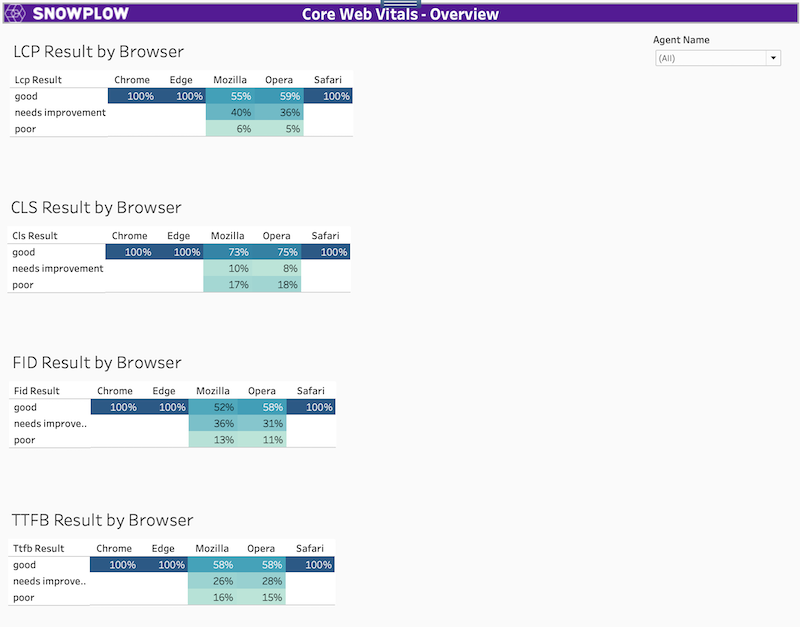 SNOWPLOW
Core Web Vitals - Overview
Agent Name
(All)
LCP Result by Browser
Lcp Result Chrome Edge Mozilla Opera Safari
good 100% 100% 55% 59% 100%
needs improvement 40% 36%
poor 6% 5%
CLS Result by Browser
Cls Result Chrome Edge Mozilla Opera Safari
good 100% 100% 73% 75% 100%
needs improvement 10% 8%
poor 17% 18%
FID Result by Browser
Fid Result Chrome Edge Mozilla Opera Safari
good 100% 100% 52% 58% 100%
needs improve.. 36% 31%
poor 13% 11%
TTFB Result by Browser
Ttfb Result Chrome Edge Mozilla Opera Safari
good 100% 100% 58% 58% 100%
needs improve.. 26% 28%
poor 16% 15%